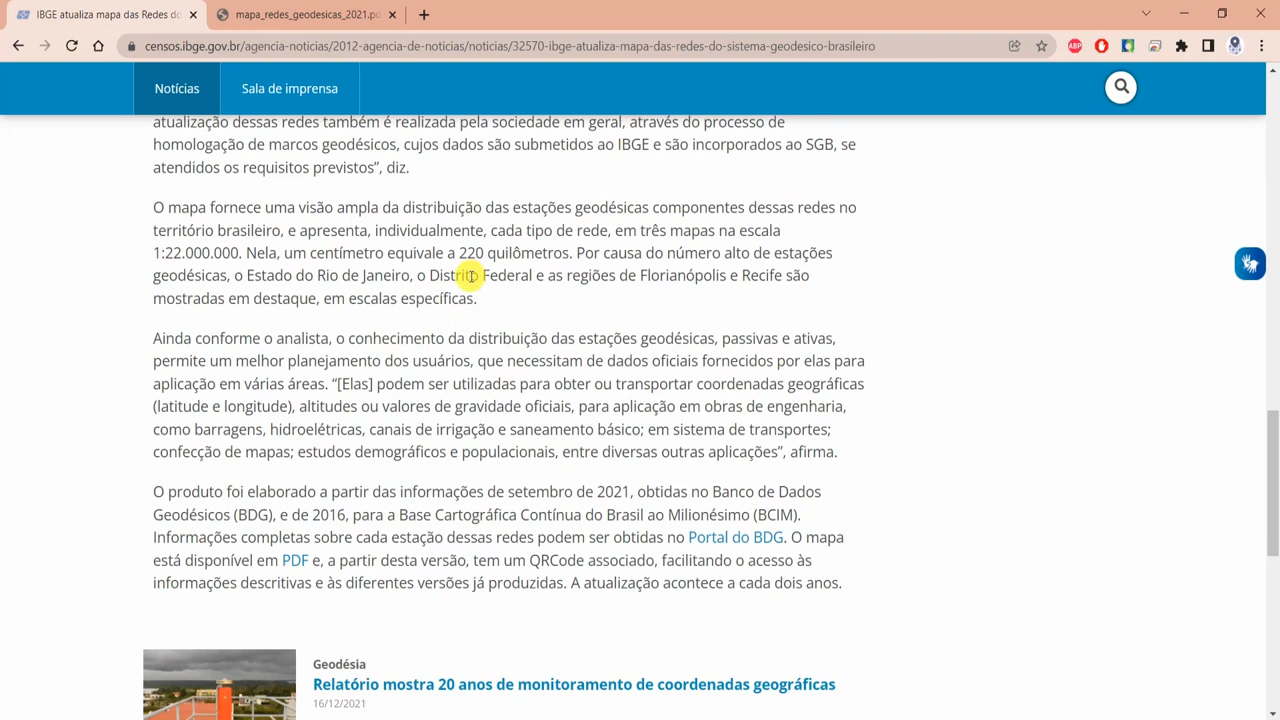 IBGE atualiza mapa das Redes do
mapa_redes_geodesicas_2021.pd
censos.ibge.gov.br/agencia-noticias/2012-agencia-de-noticias/noticias/32570-ibge-atualiza-mapa-das-redes-do-sistema-geodesico-brasileiro
ABP
Notícias
Sala de imprensa
atualização dessas redes também é realizada pela sociedade em geral, através do processo de
homologação de marcos geodésicos, cujos dados são submetidos ao IBGE e são incorporados ao SGB, se
atendidos os requisitos previstos”, diz.
O mapa fornece uma visão ampla da distribuição das estações geodésicas componentes dessas redes no
território brasileiro, e apresenta, individualmente, cada tipo de rede, em três mapas na escala
1:22.000.000. Nela, um centímetro equivale a 220 quilômetros. Por causa do número alto de estações
geodésicas, o Estado do Rio de Janeiro, o Distrito Federal e as regiões de Florianópolis e Recife são
mostradas em destaque, em escalas específicas.
Ainda conforme o analista, o conhecimento da distribuição das estações geodésicas, passivas e ativas,
permite um melhor planejamento dos usuários, que necessitam de dados oficiais fornecidos por elas para
aplicação em várias áreas. “[Elas] podem ser utilizadas para obter ou transportar coordenadas geográficas
(latitude e longitude), altitudes ou valores de gravidade oficiais, para aplicação em obras de engenharia,
como barragens, hidroelétricas, canais de irrigação e saneamento básico; em sistema de transportes;
confecção de mapas; estudos demográficos e populacionais, entre diversas outras aplicações”, afirma.
O produto foi elaborado a partir das informações de setembro de 2021, obtidas no Banco de Dados
Geodésicos (BDG), e de 2016, para a Base Cartográfica Contínua do Brasil ao Milionésimo (BCIM).
Informações completas sobre cada estação dessas redes podem ser obtidas no Portal do BDG. O mapa
está disponível em PDF e, a partir desta versão, tem um QRCode associado, facilitando o acesso às
informações descritivas e às diferentes versões já produzidas. A atualização acontece a cada dois anos.
Geodésia
Relatório mostra 20 anos de monitoramento de coordenadas geográficas
16/12/2021